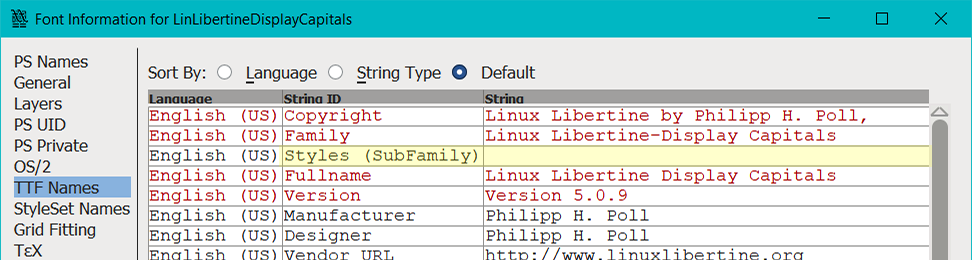 Font Information for LinLibertineDisplayCapitals
PS Names
General
Layers
PS UID
PS Private
OS/2
TTF Names
StyleSet Names
Grid Fitting
ΤεΧ
Sort By: Language String Type Default
Language String ID String
English (US) Copyright Linux Libertine by Philipp H. Poll,
English (US) Family Linux Libertine-Display Capitals
English (US) Styles (SubFamily)
English (US) Fullname Linux Libertine Display Capitals
English (US) Version Version 5.0.9
English (US) Manufacturer Philipp H. Poll
English (US) Designer Philipp H. Poll
English (US) Vendor URL http://www.linuxlibertine.org